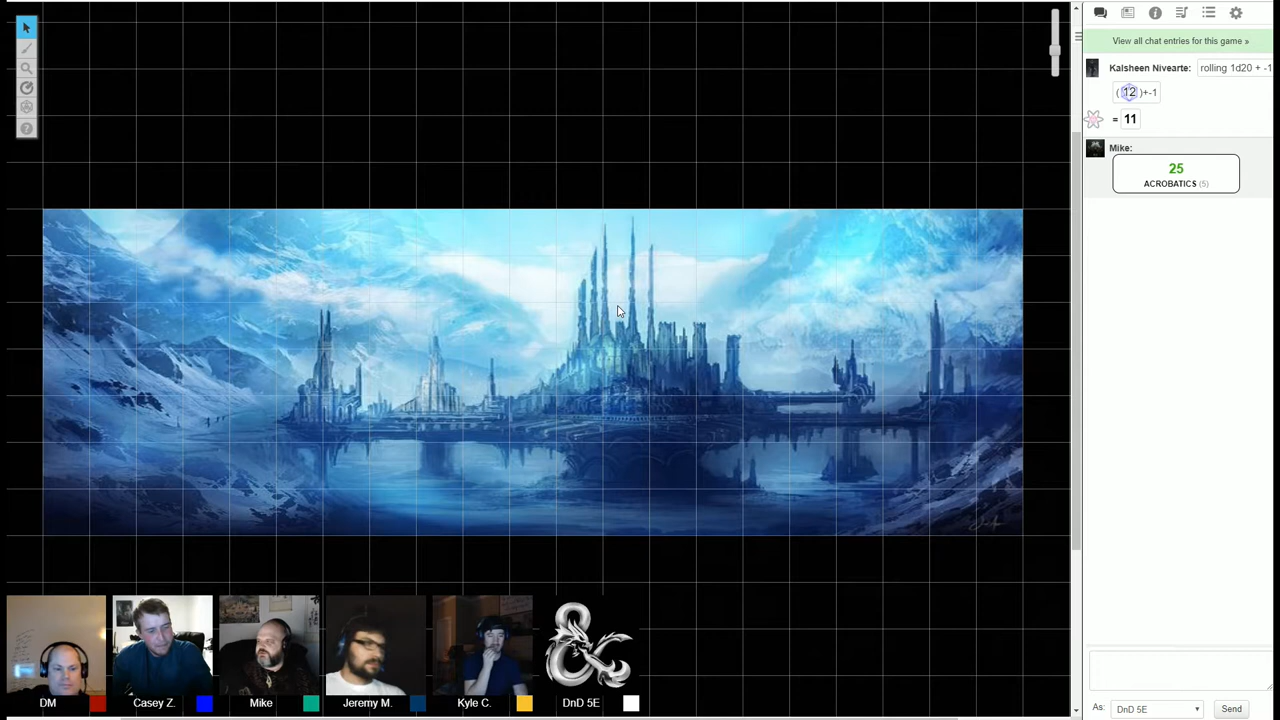 View all chat entries for this game »
Kalsheen Nivearte: rolling 1d20 + -1
(12)+-1
= 11
Mike:
25
ACROBATICS (5)
DM
Casey Z.
Mike
Jeremy M.
Kyle C.
DnD 5E
As: DnD 5E Send